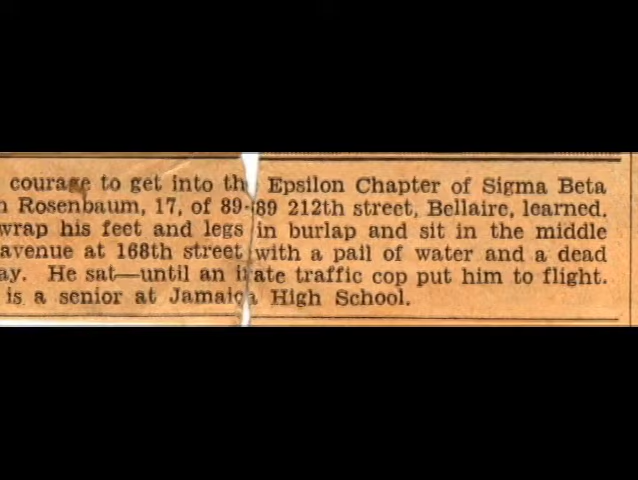 courage to get into th Epsilon Chapter of Sigma Beta
Rosenbaum, 17, of 89-89 212th street, Bellaire, learned.
wrap his feet and legs in burlap and sit in the middle
avenue at 168th street with a pail of water and a dead
ay. He sat—until an irate traffic cop put him to flight.
is a senior at Jamaica High School.